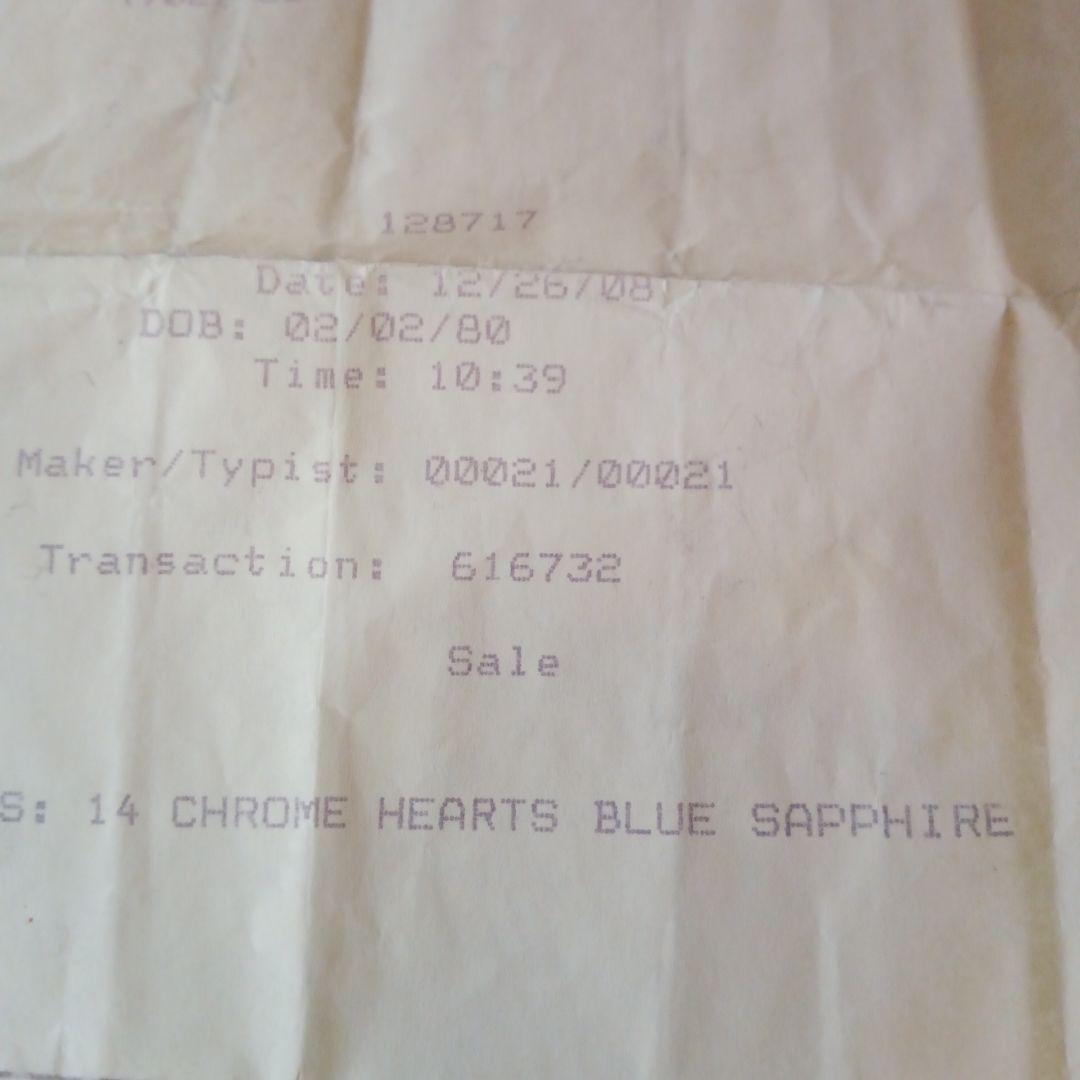 128717
Date: 12/26/08
DOB: 02/02/80
Time: 10:39
Maker/Typist: 00021/00021
Transaction: 616732
Sale
S: 14 CHROME HEARTS BLUE SAPPHIRE